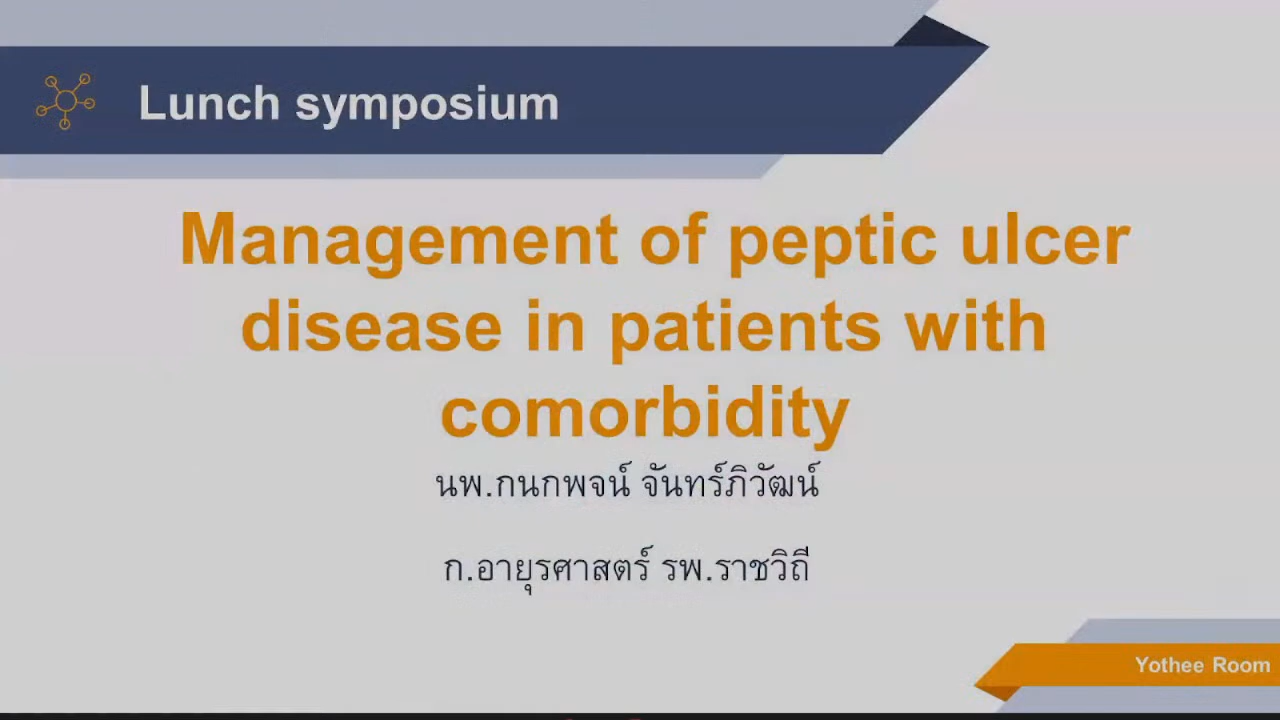 Lunch symposium
Management of peptic ulcer
disease in patients with
comorbidity
นพ.กนกพจน์ จันทร์ภิวัฒน์
ก.อายุรศาสตร์ รพ.ราชวิถี
Yothee Room